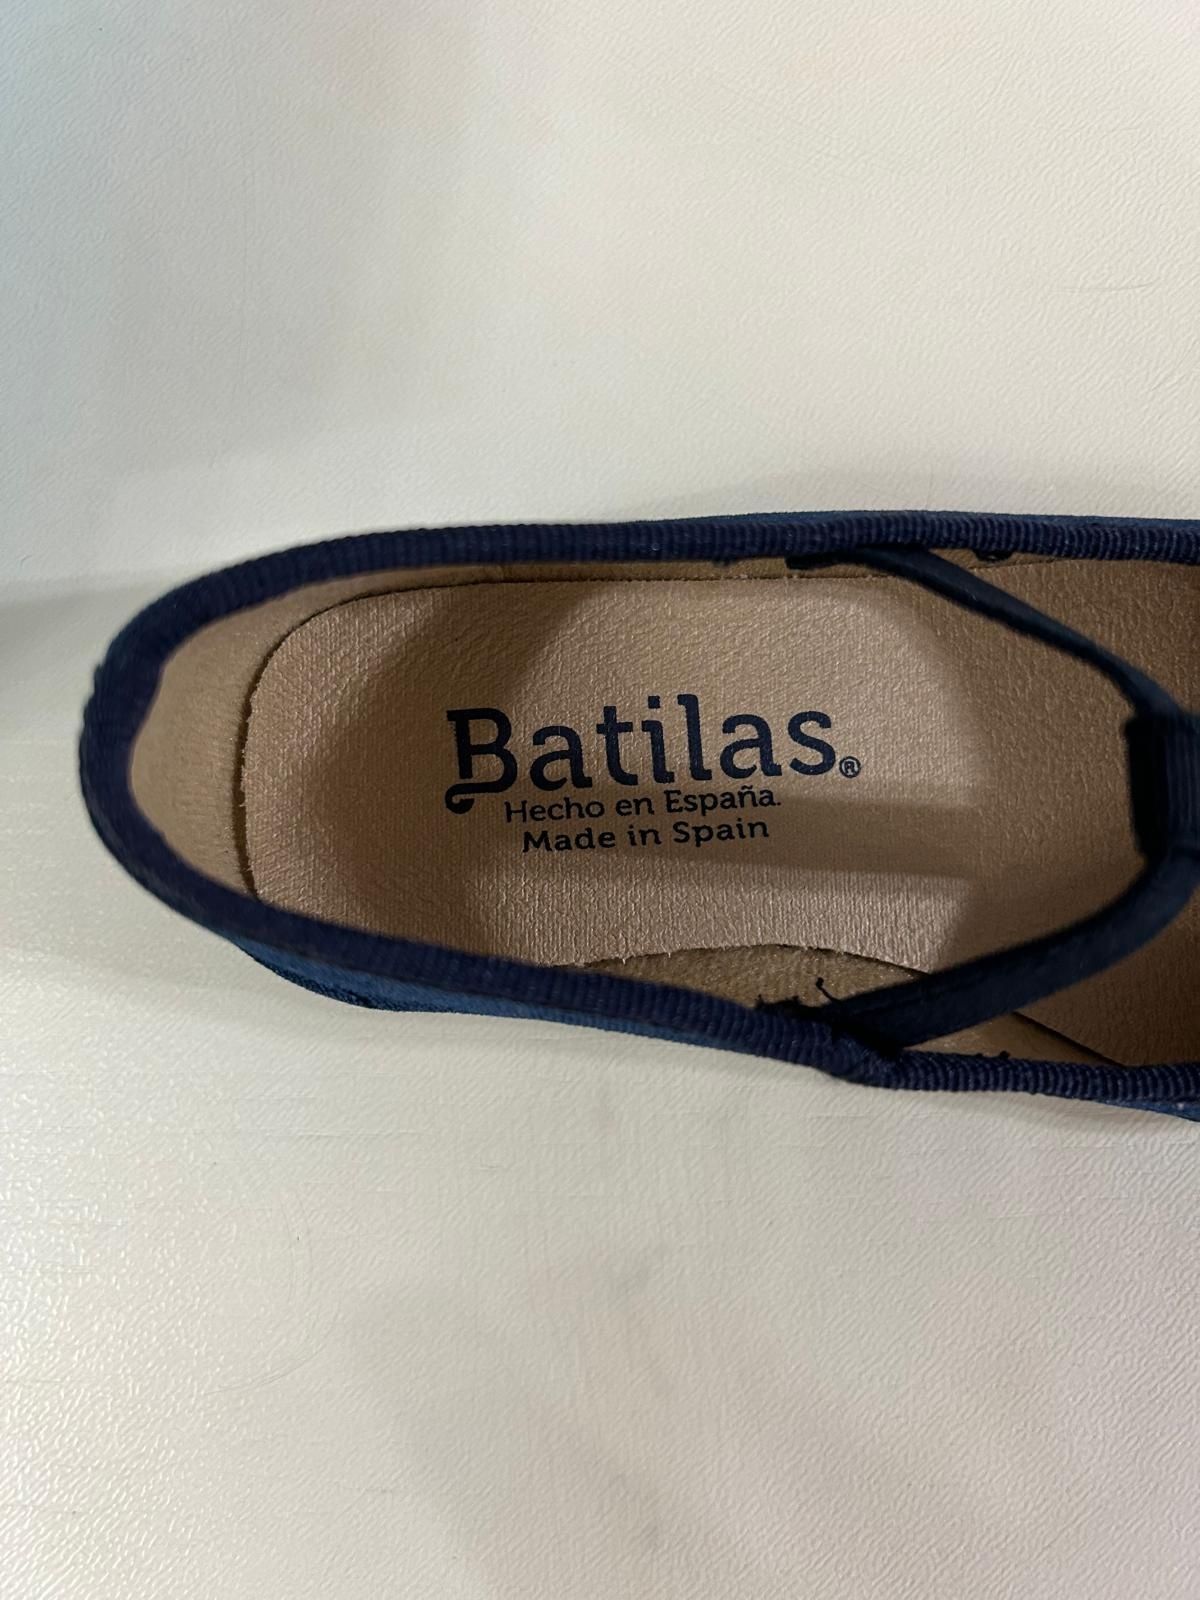 Batilas®
Hecho en España.
Made in Spain